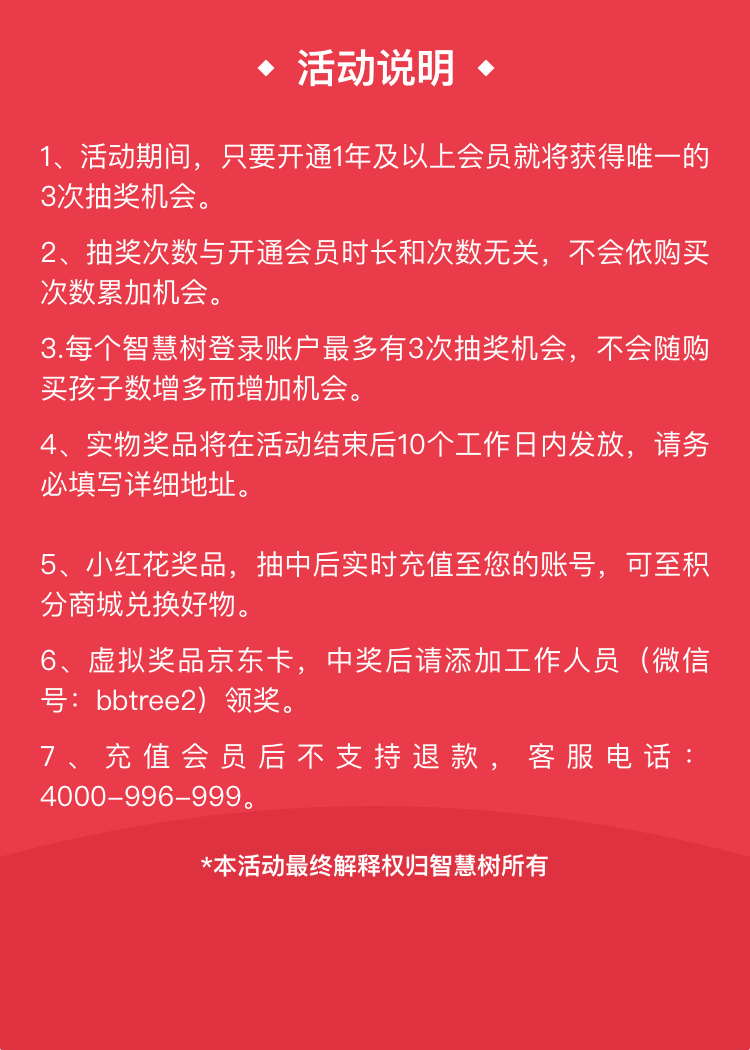 活动说明
1、活动期间，只要开通1年及以上会员就将获得唯一的
3次抽奖机会。
2、抽奖次数与开通会员时长和次数无关，不会依购买
次数累加机会。
3.每个智慧树登录账户最多有3次抽奖机会，不会随购
买孩子数增多而增加机会。
4、实物奖品将在活动结束后10个工作日内发放，请务
必填写详细地址。
5、小红花奖品，抽中后实时充值至您的账号，可至积
分商城兑换好物。
6、虚拟奖品京东卡，中奖后请添加工作人员（微信
号：bbtree2）领奖。
7、充值会员后不支持退款，客服电话：
4000-996-999。
*本活动最终解释权归智慧树所有